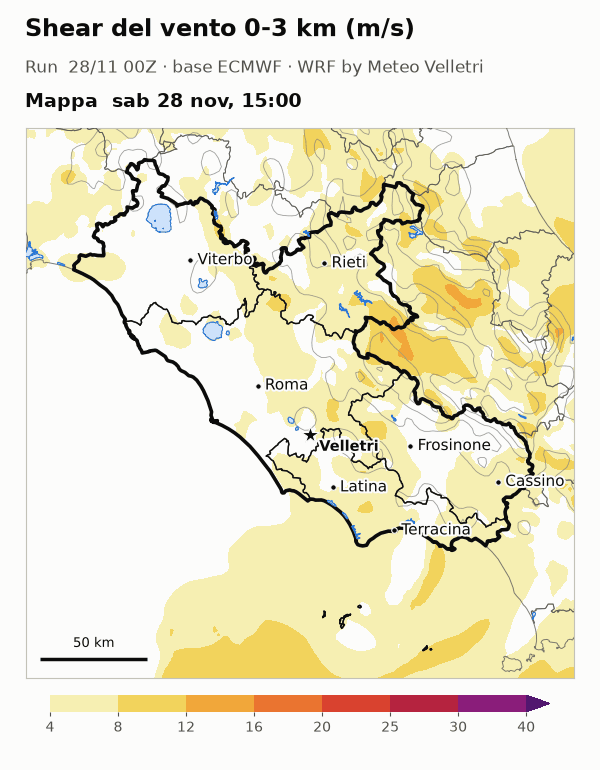 Shear del vento 0-3 km (m/s)
Run  28/11 00Z · base ECMWF · WRF by Meteo Velletri
Mappa  sab 28 nov, 15:00
Viterbo
Rieti
Roma
Velletri
Frosinone
Cassino
Latina
Terracina
50 km
4 8 12 16 20 25 30 40